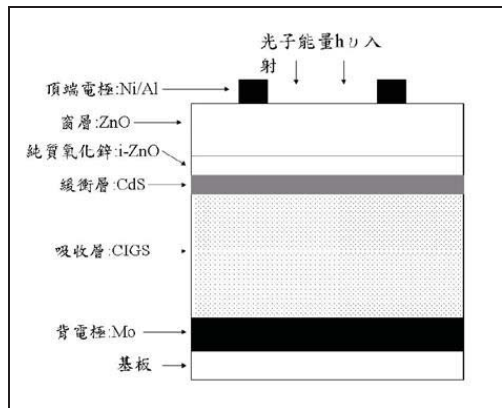 光子能量hυ入
射
頂端電極:Ni/Al
窗層:ZnO
純質氧化鋅:i-ZnO
緩衝層:CdS
吸收層:CIGS
背電極:Mo
基板